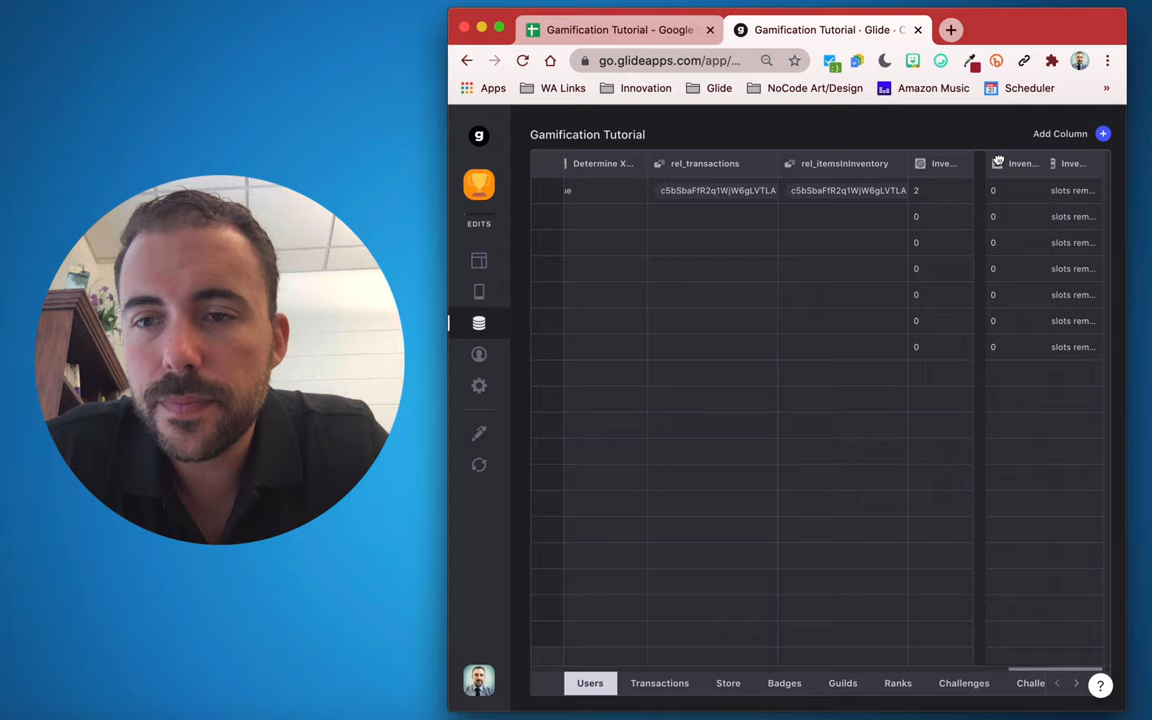 Gamification Tutorial - Google
Gamification Tutorial · Glide · C
go.glideapps.com/app/...
Apps
WA Links
Innovation
Glide
NoCode Art/Design
Amazon Music
Scheduler
»
g
Gamification Tutorial
Add Column
EDITS
Determine X...
rel_transactions
rel_itemsInInventory
Inve...
Inven...
Inve...
ue
c5bSbaFfR2q1WjW6gLVTLA
c5bSbaFfR2q1WjW6gLVTLA
2
0
slots rem...
0
0
slots rem...
0
0
slots rem...
0
0
slots rem...
0
0
slots rem...
0
0
slots rem...
0
0
slots rem...
Users
Transactions
Store
Badges
Guilds
Ranks
Challenges
Challe
?